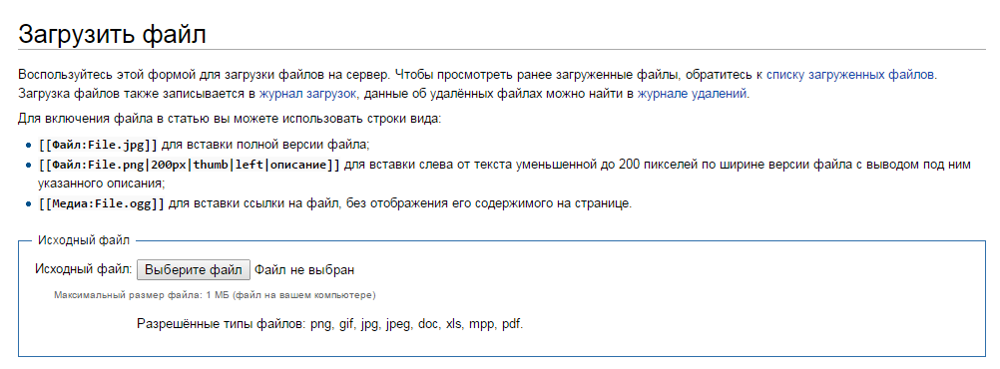 Загрузить файл
Воспользуйтесь этой формой для загрузки файлов на сервер. Чтобы просмотреть ранее загруженные файлы, обратитесь к списку загруженных файлов.
Загрузка файлов также записывается в журнал загрузок, данные об удалённых файлах можно найти в журнале удалений.
Для включения файла в статью вы можете использовать строки вида:
[[Файл:File.jpg]] для вставки полной версии файла;
[[Файл:File.png|200px|thumb|left|описание]] для вставки слева от текста уменьшенной до 200 пикселей по ширине версии файла с выводом под ним
указанного описания;
[[Медиа:File.ogg]] для вставки ссылки на файл, без отображения его содержимого на странице.
Исходный файл
Исходный файл: Выберите файл Файл не выбран
Максимальный размер файла: 1 МБ (файл на вашем компьютере)
Разрешённые типы файлов: png, gif, jpg, jpeg, doc, xls, mpp, pdf.